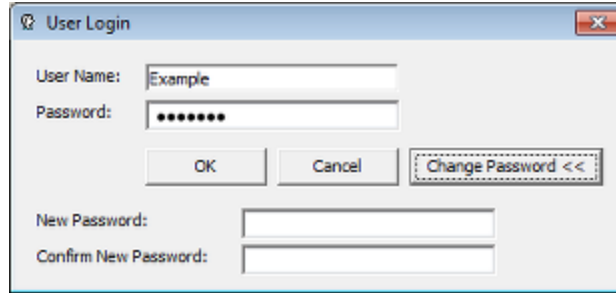 User Login
User Name: Example
Password: •••••••
OK Cancel Change Password <<
New Password:
Confirm New Password: